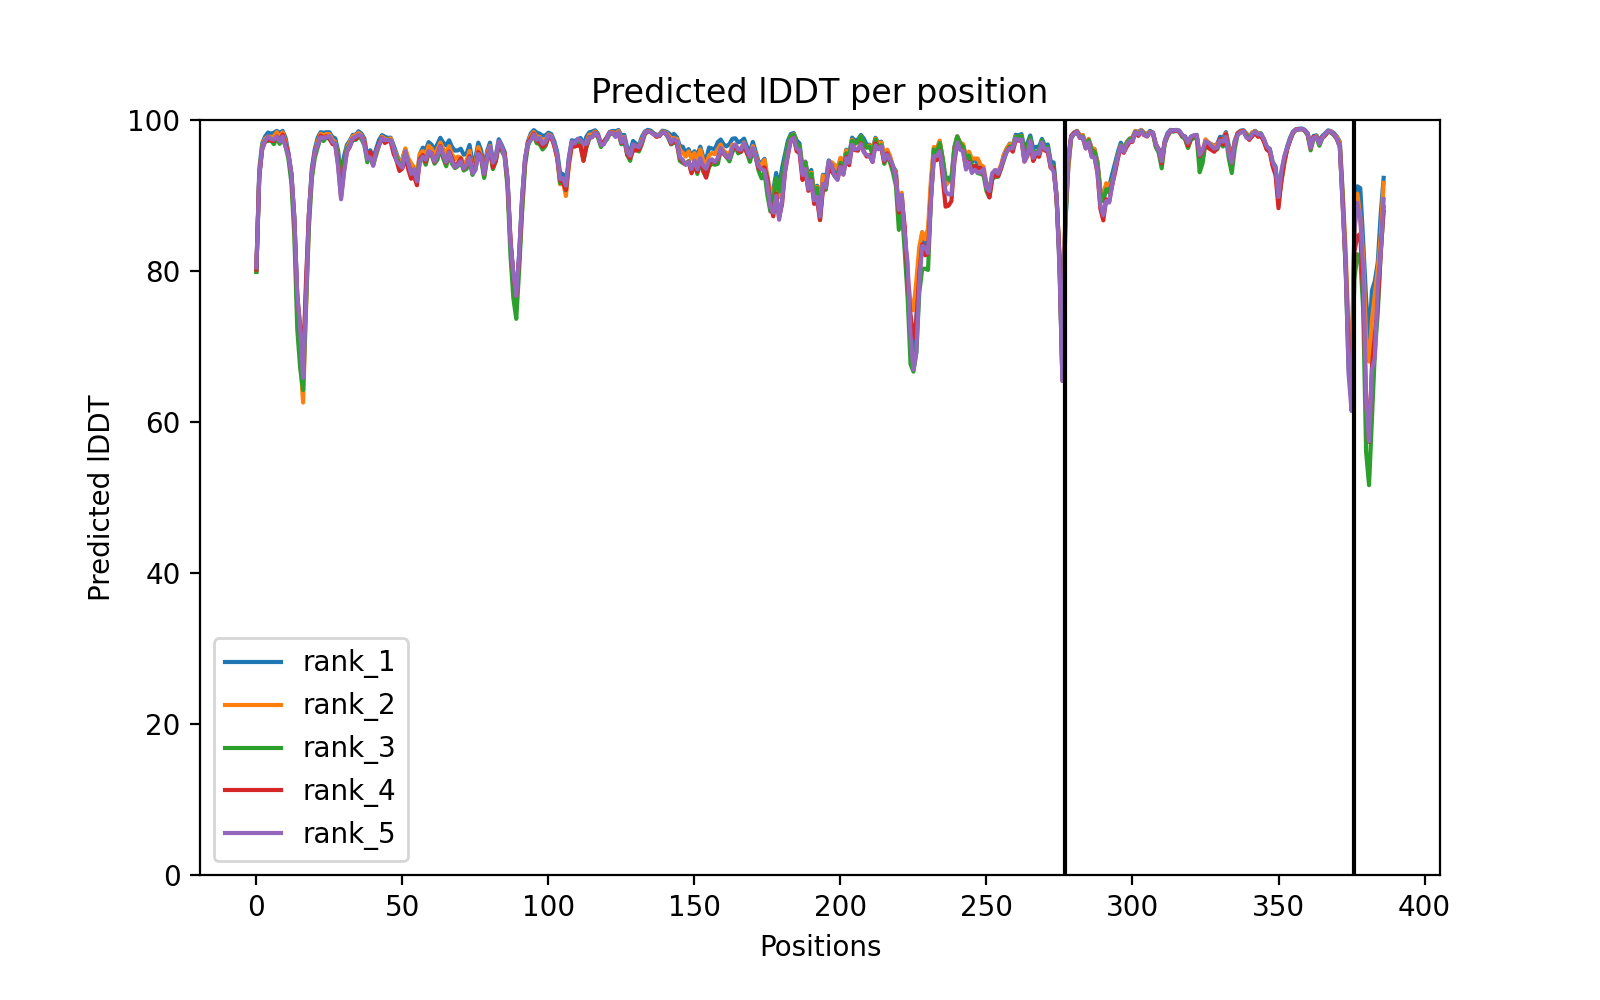 Predicted lDDT per position
Predicted lDDT
100
80
60
40
20
0
rank_1
rank_2
rank_3
rank_4
rank_5
0 50 100 150 200 250 300 350 400
Positions